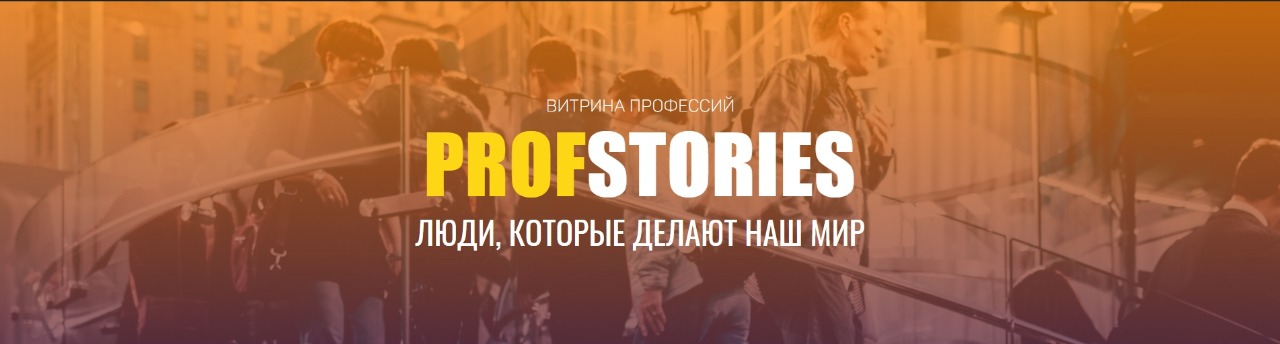 ВИТРИНА ПРОФЕССИЙ
PROFSTORIES
ЛЮДИ, КОТОРЫЕ ДЕЛАЮТ НАШ МИР